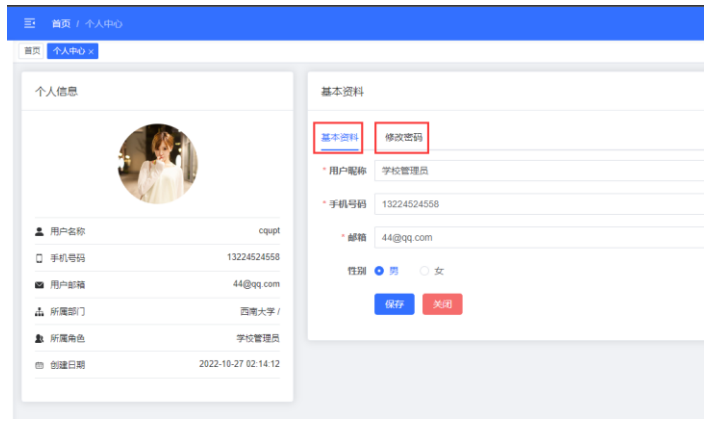 首页 / 个人中心
首页 个人中心 ×
个人信息
用户名称 cqupt
手机号码 13224524558
用户邮箱 44@qq.com
所属部门 西南大学 /
所属角色 学校管理员
创建日期 2022-10-27 02:14:12
基本资料
基本资料 修改密码
* 用户昵称 学校管理员
* 手机号码 13224524558
* 邮箱 44@qq.com
性别 男 女
保存 关闭